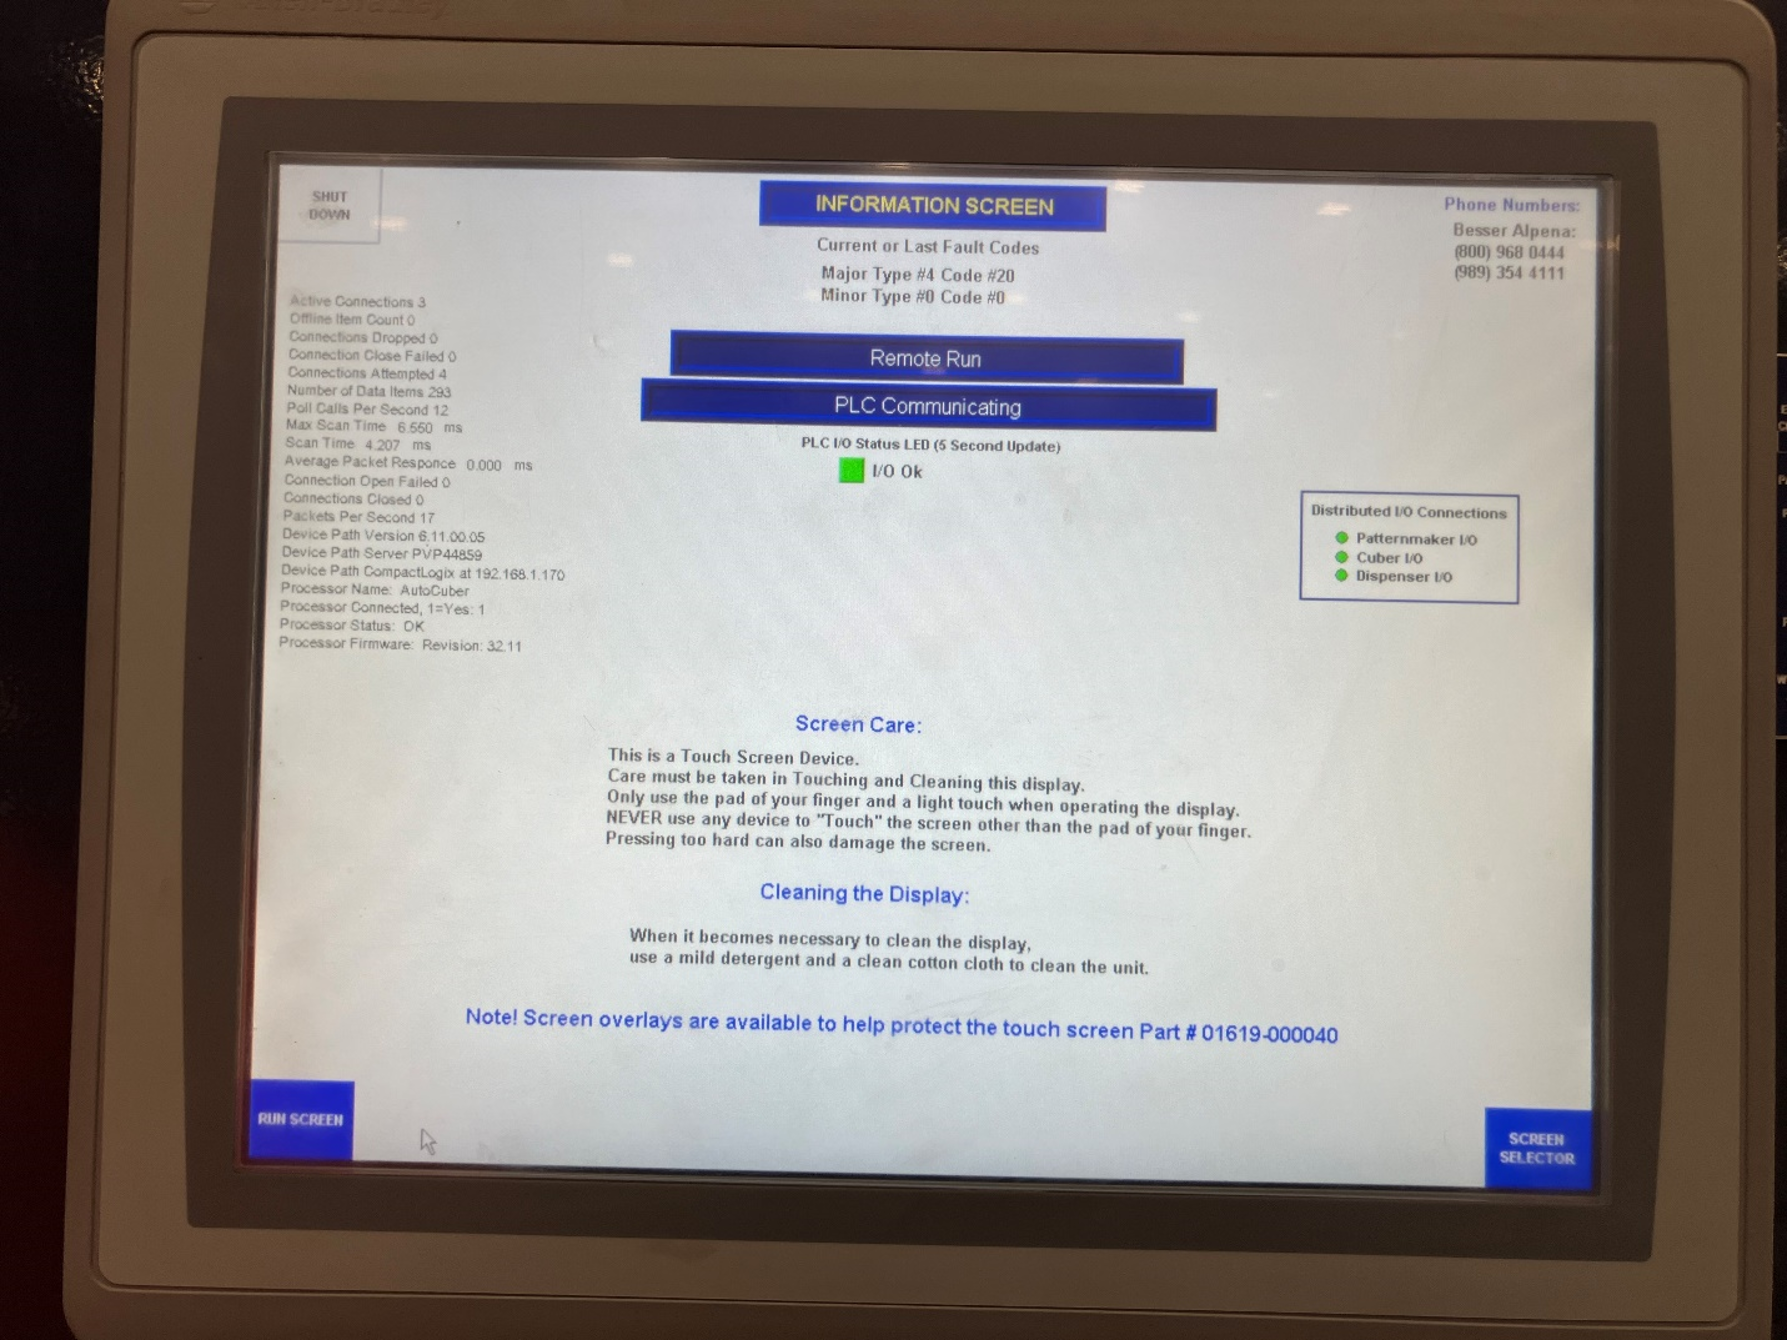 SHUT
DOWN
INFORMATION SCREEN
Current or Last Fault Codes
Major Type #4 Code #20
Minor Type #0 Code #0
Phone Numbers:
Besser Alpena:
(800) 968 0444
(989) 354 4111
Active Connections 3
Offline Item Count 0
Connections Dropped 0
Connection Close Failed 0
Connections Attempted 4
Number of Data Items 293
Poll Calls Per Second 12
Max Scan Time 6.550 ms
Scan Time 4.207 ms
Average Packet Responce 0.000 ms
Connection Open Failed 0
Connections Closed 0
Packets Per Second 17
Device Path Version 6.11.00.05
Device Path Server PVP44859
Device Path CompactLogix at 192.168.1.170
Processor Name: AutoCuber
Processor Connected, 1=Yes: 1
Processor Status: OK
Processor Firmware: Revision: 32.11
Remote Run
PLC Communicating
PLC I/O Status LED (5 Second Update)
I/O Ok
Distributed I/O Connections
Patternmaker I/O
Cuber I/O
Dispenser I/O
Screen Care:
This is a Touch Screen Device.
Care must be taken in Touching and Cleaning this display.
Only use the pad of your finger and a light touch when operating the display.
NEVER use any device to "Touch" the screen other than the pad of your finger.
Pressing too hard can also damage the screen.
Cleaning the Display:
When it becomes necessary to clean the display,
use a mild detergent and a clean cotton cloth to clean the unit.
Note! Screen overlays are available to help protect the touch screen Part # 01619-000040
RUN SCREEN
SCREEN
SELECTOR